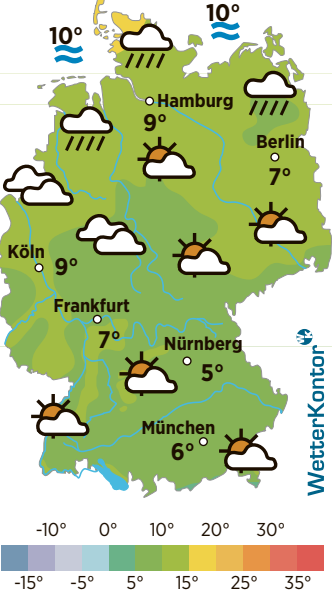 10°
10°
Hamburg
9°
Berlin
7°
Köln
9°
Frankfurt
7°
Nürnberg
5°
München
6°
WetterKontor
-10° 0° 10° 20° 30°
-15° -5° 5° 15° 25° 35°